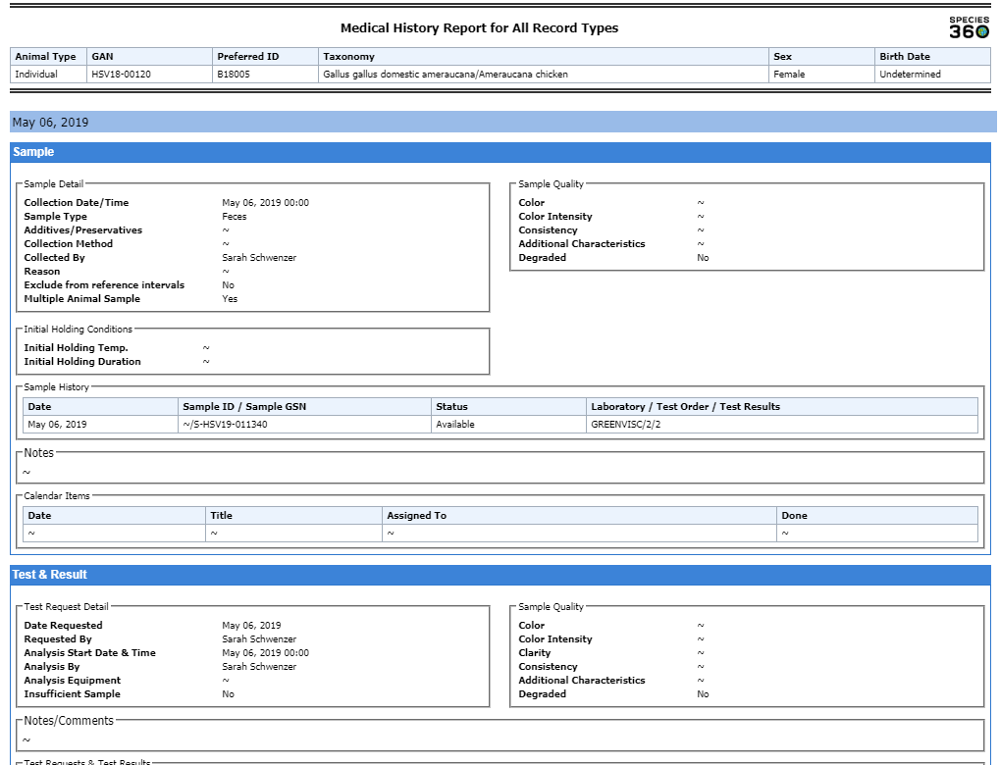 SPECIES
360
Medical History Report for All Record Types
Animal Type GAN Preferred ID Taxonomy Sex Birth Date
Individual HSV18-00120 B18005 Gallus gallus domestic ameraucana/Ameraucana chicken Female Undetermined
May 06, 2019
Sample
Sample Detail
Collection Date/Time May 06, 2019 00:00
Sample Type Feces
Additives/Preservatives ~
Collection Method ~
Collected By Sarah Schwenzer
Reason ~
Exclude from reference intervals No
Multiple Animal Sample Yes
Sample Quality
Color ~
Color Intensity ~
Consistency ~
Additional Characteristics ~
Degraded No
Initial Holding Conditions
Initial Holding Temp. ~
Initial Holding Duration ~
Sample History
Date Sample ID / Sample GSN Status Laboratory / Test Order / Test Results
May 06, 2019 ~/S-HSV19-011340 Available GREENVISC/2/2
Notes
~
Calendar Items
Date Title Assigned To Done
~ ~ ~ ~
Test & Result
Test Request Detail
Date Requested May 06, 2019
Requested By Sarah Schwenzer
Analysis Start Date & Time May 06, 2019 00:00
Analysis By Sarah Schwenzer
Analysis Equipment ~
Insufficient Sample No
Sample Quality
Color ~
Color Intensity ~
Clarity ~
Consistency ~
Additional Characteristics ~
Degraded No
Notes/Comments
~
Test Requests & Test Results